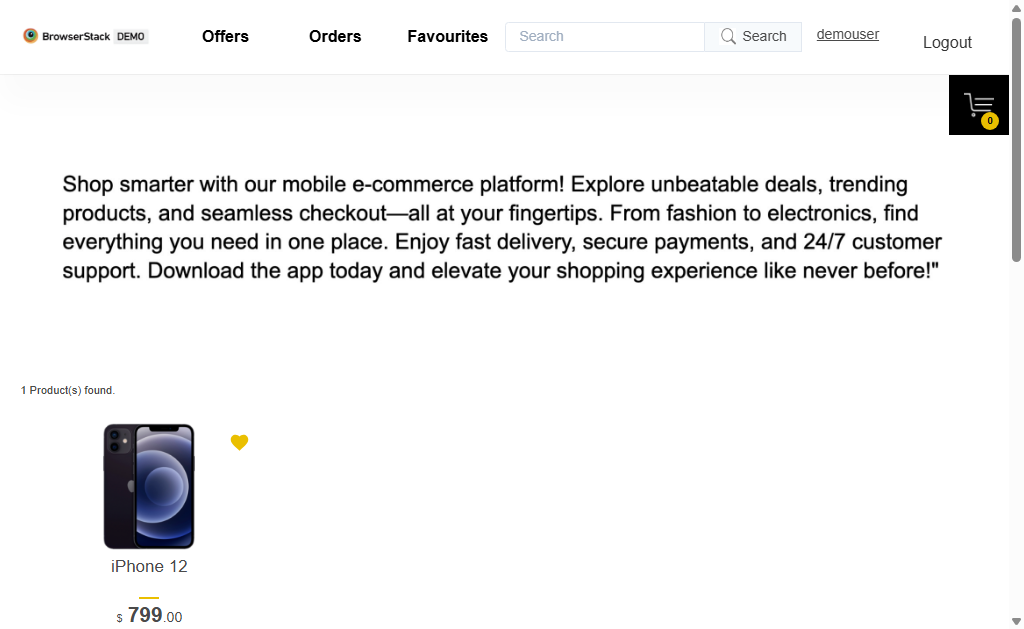 BrowserStack DEMO
Offers
Orders
Favourites
Search
Search
demouser
Logout
0
Shop smarter with our mobile e-commerce platform! Explore unbeatable deals, trending
products, and seamless checkout—all at your fingertips. From fashion to electronics, find
everything you need in one place. Enjoy fast delivery, secure payments, and 24/7 customer
support. Download the app today and elevate your shopping experience like never before!"
1 Product(s) found.
iPhone 12
$ 799.00